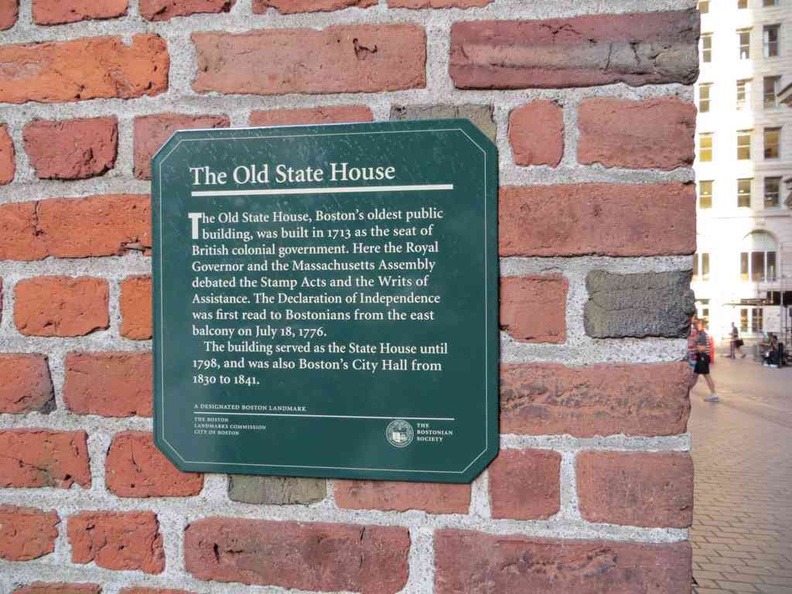 The Old State House
The Old State House, Boston's oldest public
building, was built in 1713 as the seat of
British colonial government. Here the Royal
Governor and the Massachusetts Assembly
debated the Stamp Acts and the Writs of
Assistance. The Declaration of Independence
was first read to Bostonians from the east
balcony on July 18, 1776.
The building served as the State House until
1798, and was also Boston's City Hall from
1830 to 1841.
A DESIGNATED BOSTON LANDMARK
THE BOSTON
LANDMARKS COMMISSION
CITY OF BOSTON
THE
BOSTONIAN
SOCIETY